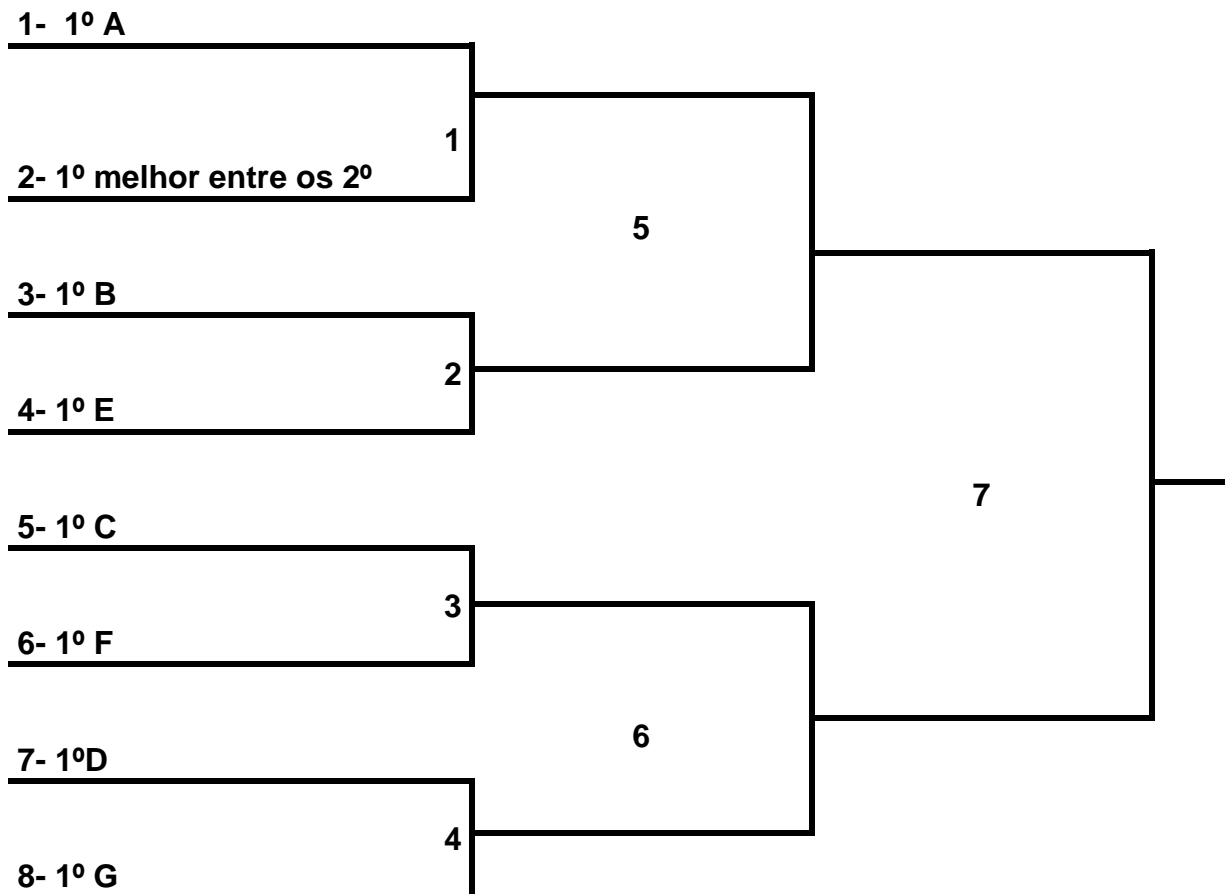 1-  1º A
1
2- 1º melhor entre os 2º
5
3- 1º B
2
4- 1º E
7
5- 1º C
3
6- 1º F
6
7- 1ºD
4
8- 1º G